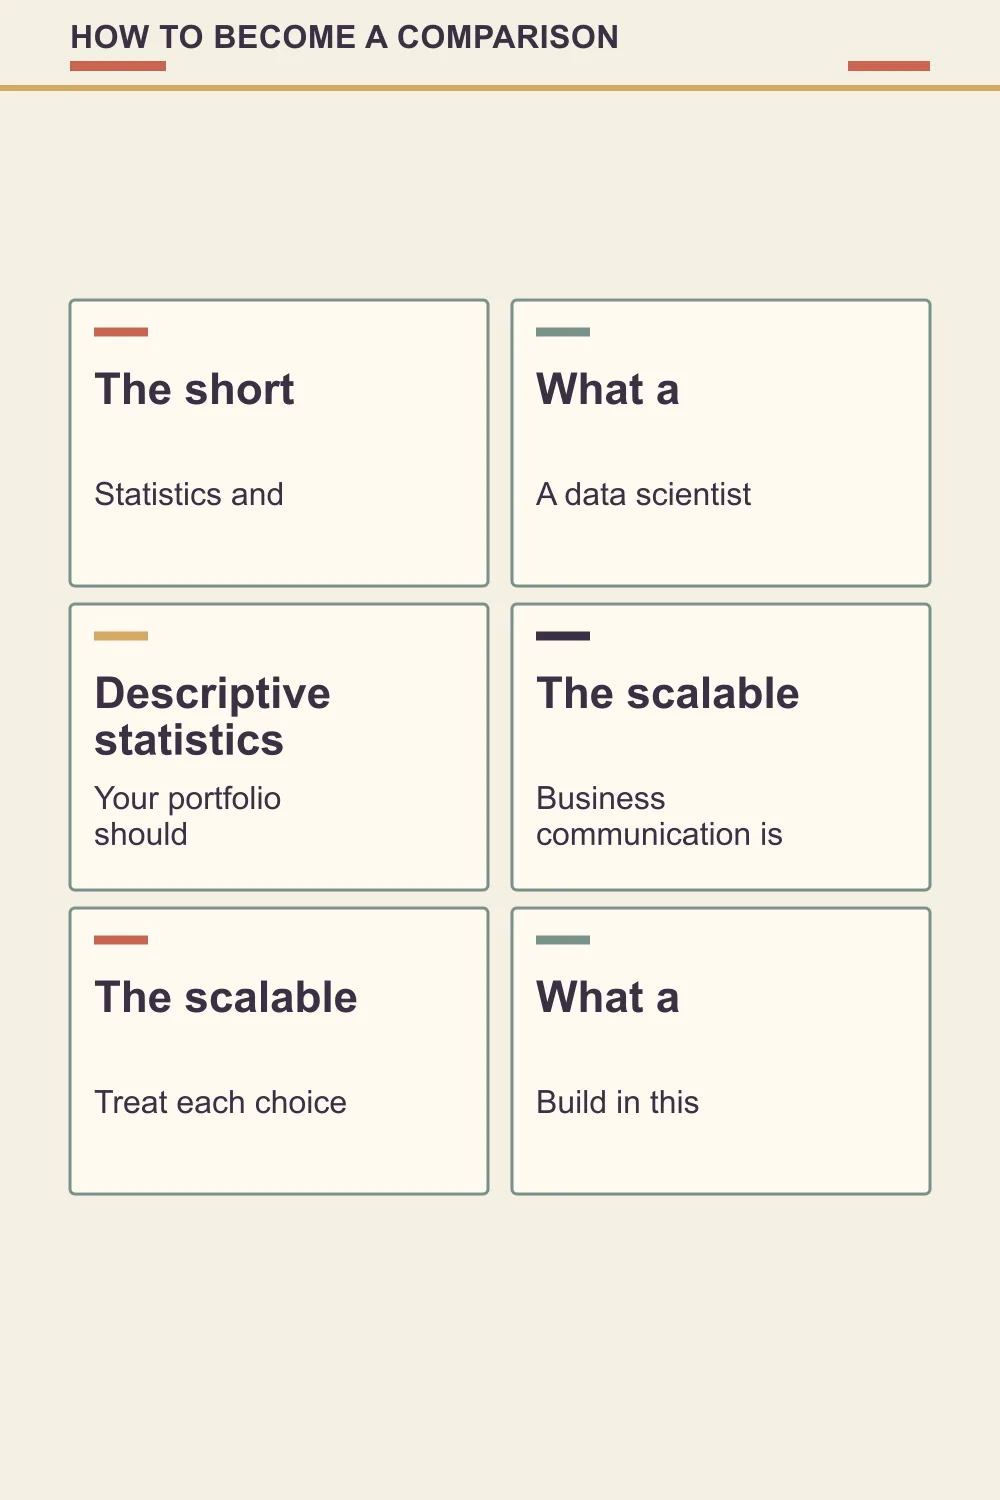 HOW TO BECOME A COMPARISON
The short
Statistics and
What a
A data scientist
Descriptive
statistics
Your portfolio
should
The scalable
Business
communication is
The scalable
Treat each choice
What a
Build in this